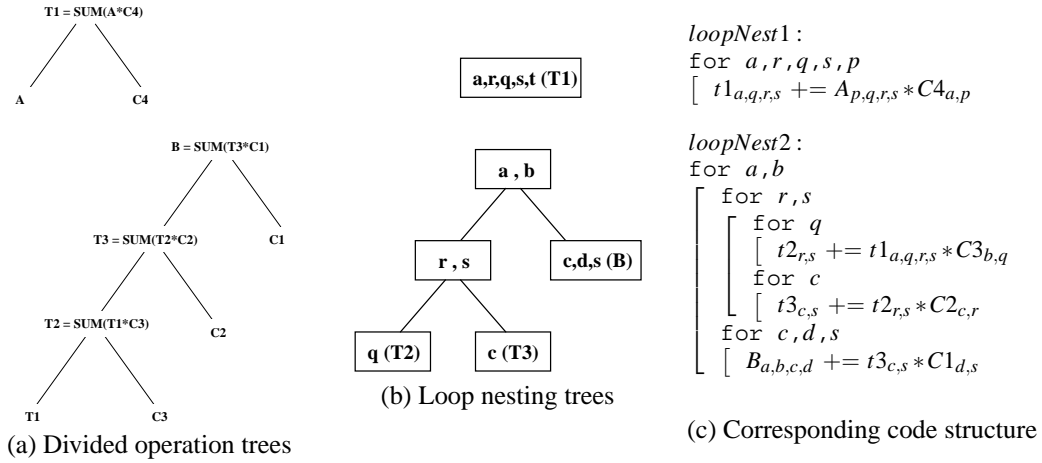 T1 = SUM(A*C4)
A
C4
B = SUM(T3*C1)
T3 = SUM(T2*C2)
C1
T2 = SUM(T1*C3)
C2
T1
C3
(a) Divided operation trees
a,r,q,s,t (T1)
a , b
r , s
c,d,s (B)
q (T2)
c (T3)
(b) Loop nesting trees
loopNest1:
for a,r,q,s,p
[ t1a,q,r,s += Ap,q,r,s * C4a,p
loopNest2:
for a,b
for r,s
for q
[ t2r,s += t1a,q,r,s * C3b,q
for c
[ t3c,s += t2r,s * C2c,r
for c,d,s
[ Ba,b,c,d += t3c,s * C1d,s
(c) Corresponding code structure